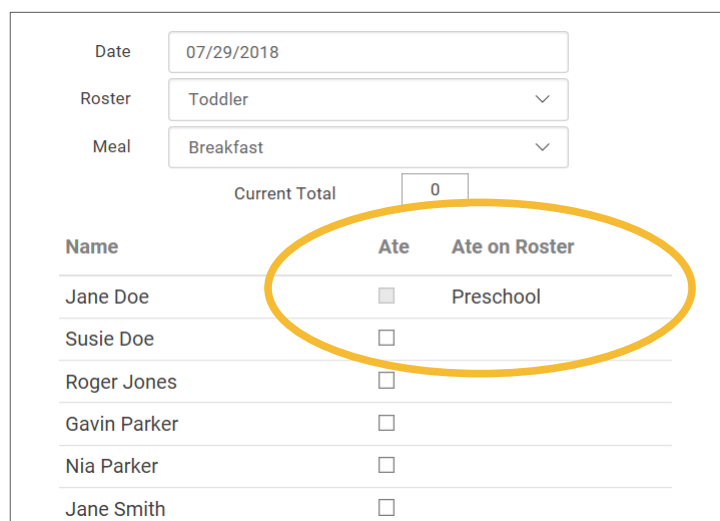 Date 07/29/2018
Roster Toddler
Meal Breakfast
Current Total 0
Name Ate Ate on Roster
Jane Doe Preschool
Susie Doe
Roger Jones
Gavin Parker
Nia Parker
Jane Smith